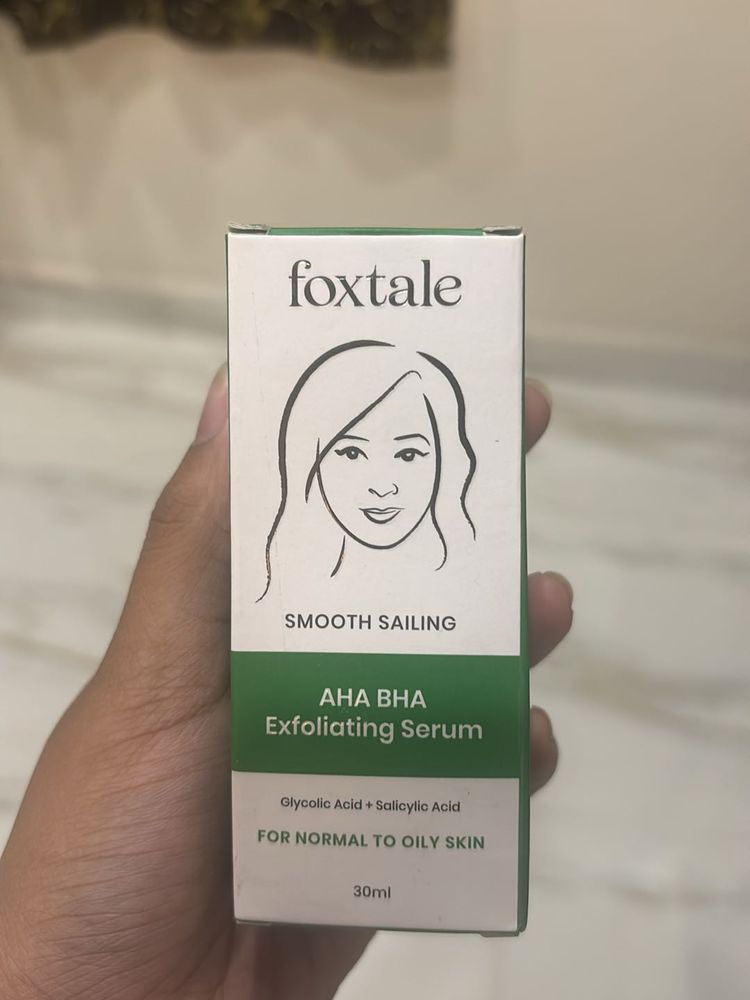 foxtale
SMOOTH SAILING
AHA BHA
Exfoliating Serum
Glycolic Acid + Salicylic Acid
FOR NORMAL TO OILY SKIN
30ml